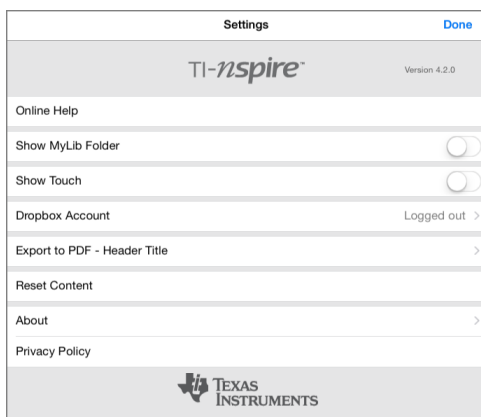 Settings Done
TI-nspire™ Version 4.2.0
Online Help
Show MyLib Folder
Show Touch
Dropbox Account Logged out >
Export to PDF - Header Title >
Reset Content
About >
Privacy Policy
TEXAS
INSTRUMENTS